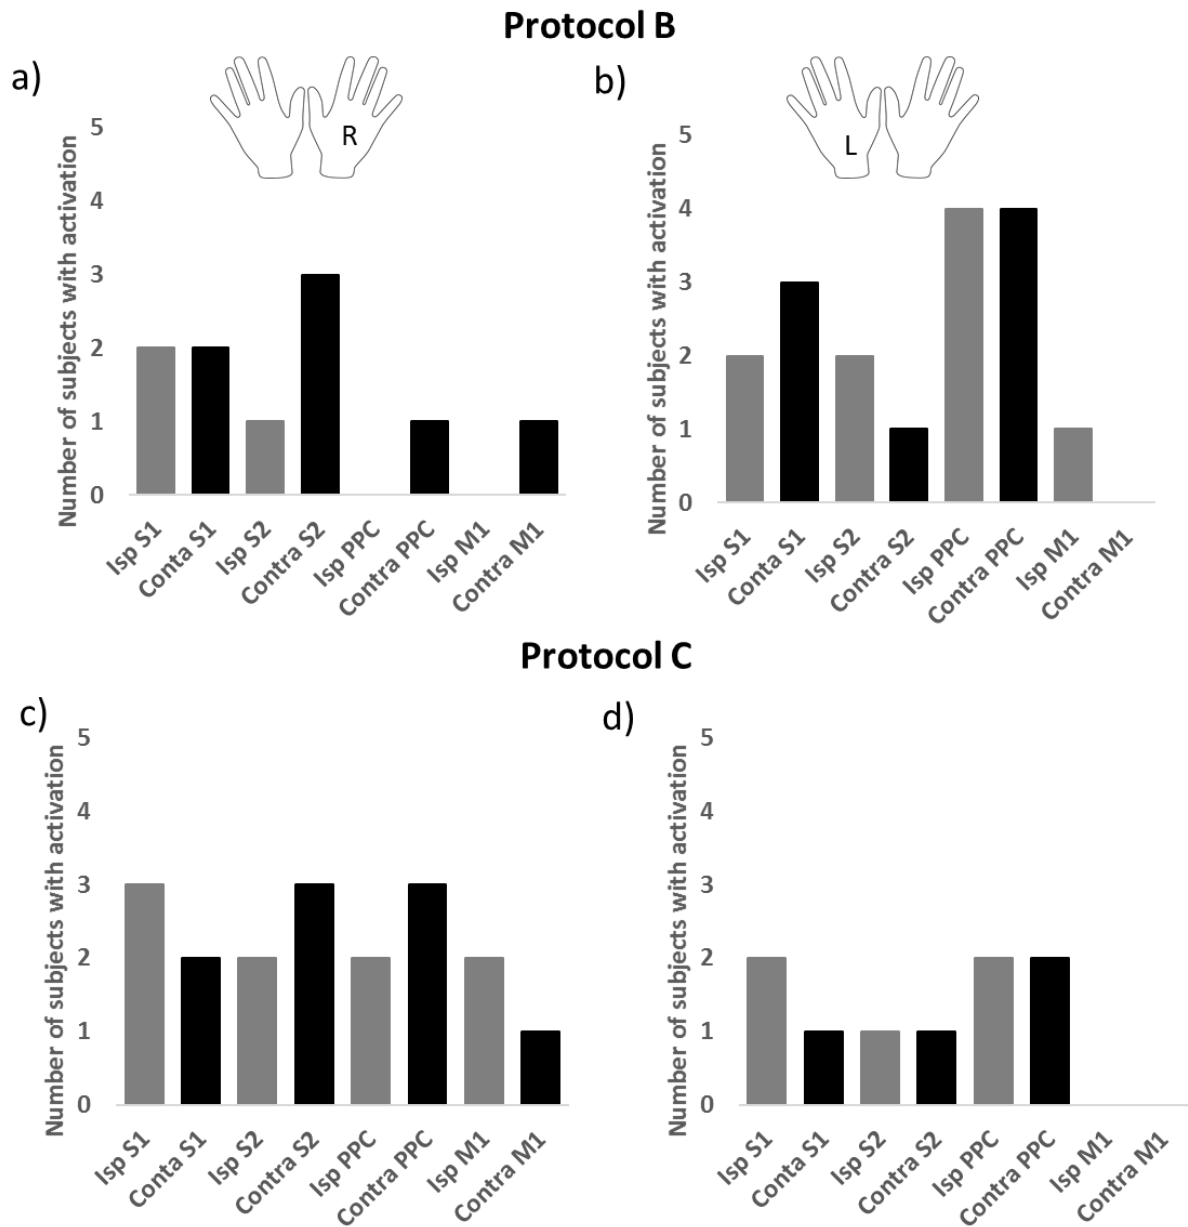 Protocol B
a)
R
Number of subjects with activation
5
4
3
2
1
0
Isp S1
Conta S1
Isp S2
Contra S2
Isp PPC
Contra PPC
Isp M1
Contra M1
b)
L
Number of subjects with activation
5
4
3
2
1
0
Isp S1
Conta S1
Isp S2
Contra S2
Isp PPC
Contra PPC
Isp M1
Contra M1
Protocol C
c)
Number of subjects with activation
5
4
3
2
1
0
Isp S1
Conta S1
Isp S2
Contra S2
Isp PPC
Contra PPC
Isp M1
Contra M1
d)
Number of subjects with activation
5
4
3
2
1
0
Isp S1
Conta S1
Isp S2
Contra S2
Isp PPC
Contra PPC
Isp M1
Contra M1